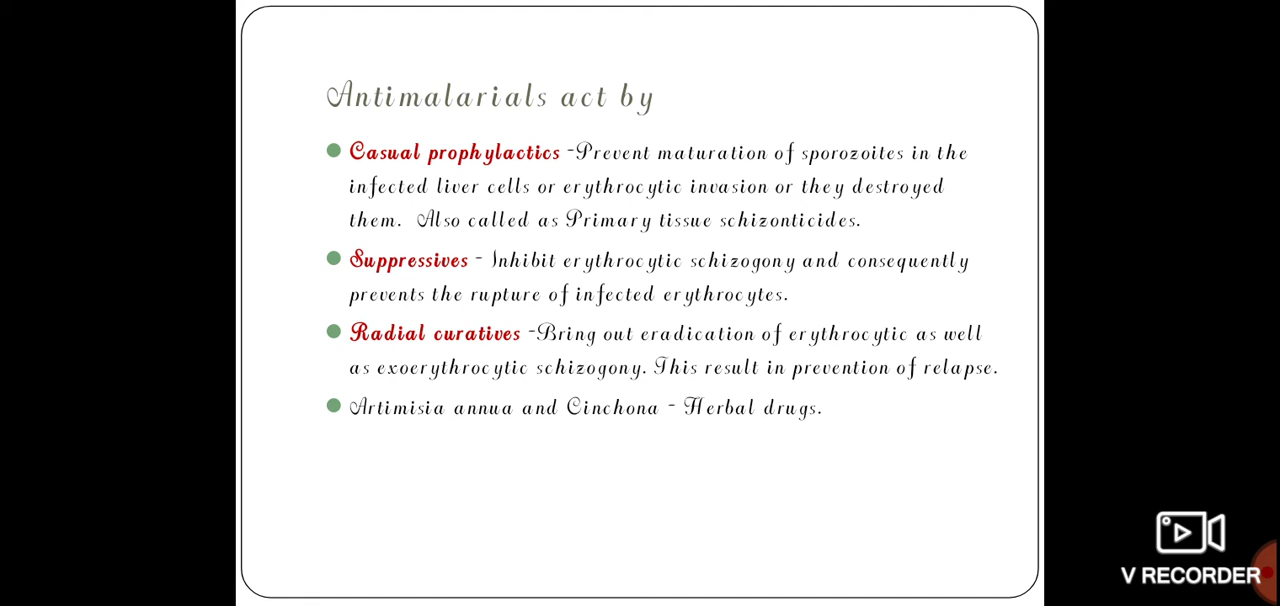 Antimalarials act by
Casual prophylactics -Prevent maturation of sporozoites in the
infected liver cells or erythrocytic invasion or they destroyed
them. Also called as Primary tissue schizonticides.
Suppressives - Inhibit erythrocytic schizogony and consequently
prevents the rupture of infected erythrocytes.
Radial curatives -Bring out eradication of erythrocytic as well
as exoerythrocytic schizogony. This result in prevention of relapse.
Artimisia annua and Cinchona - Herbal drugs.
V RECORDER